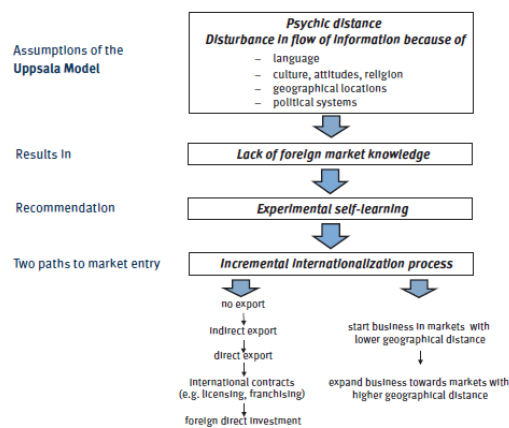 Psychic distance
Disturbance in flow of information because of
– language
– culture, attitudes, religion
– geographical locations
– political systems
Assumptions of the
Uppsala Model
Results in
Lack of foreign market knowledge
Recommendation
Experimental self-learning
Two paths to market entry
Incremental internationalization process
no export
indirect export
direct export
international contracts
(e.g. licensing, franchising)
foreign direct investment
start business in markets with
lower geographical distance
expand business towards markets with
higher geographical distance